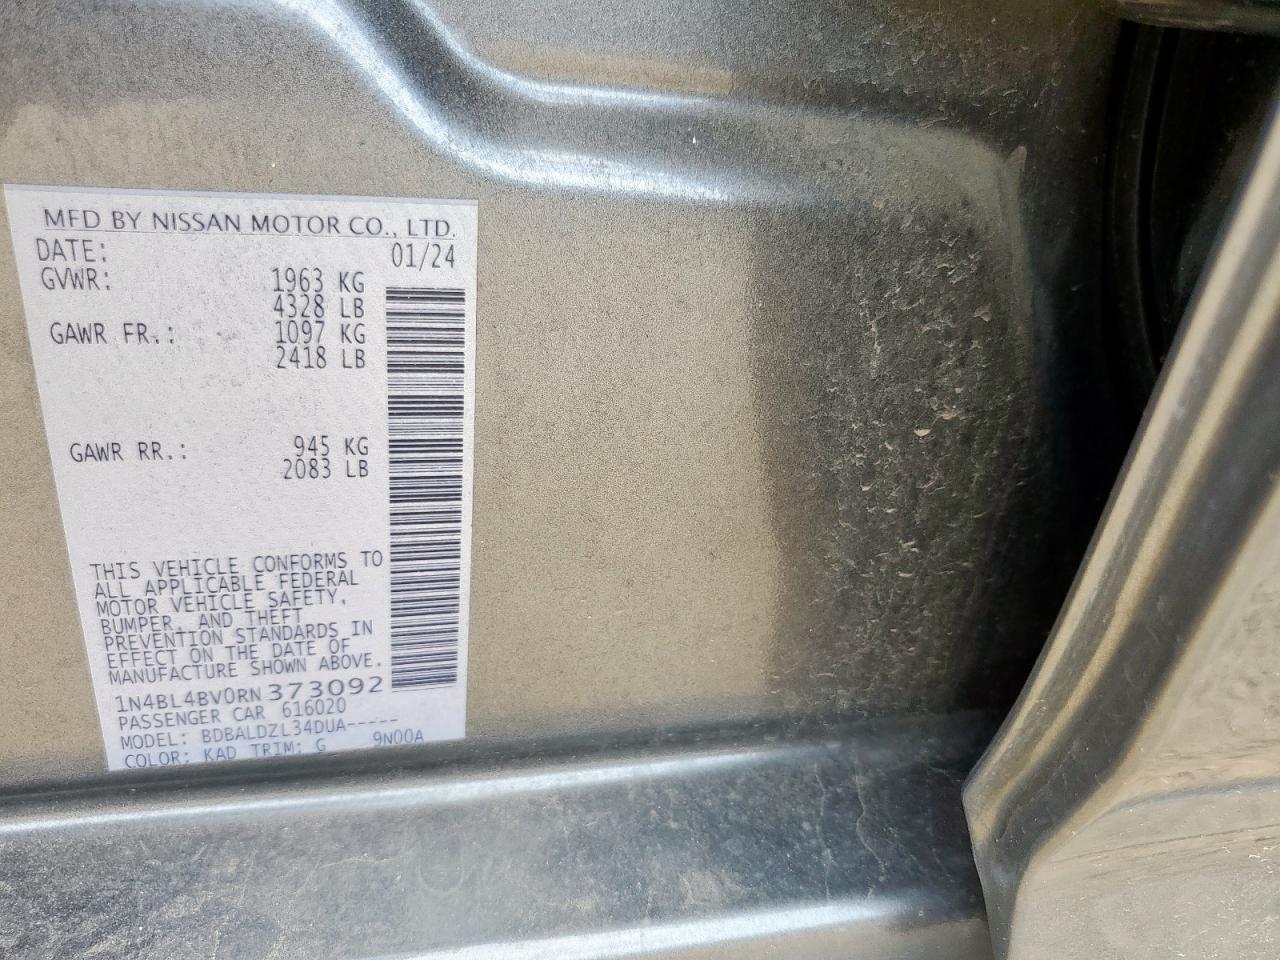 MFD BY NISSAN MOTOR CO., LTD.
DATE: 01/24
GVWR: 1963 KG
4328 LB
GAWR FR.: 1097 KG
2418 LB
GAWR RR.: 945 KG
2083 LB
THIS VEHICLE CONFORMS TO
ALL APPLICABLE FEDERAL
MOTOR VEHICLE SAFETY,
BUMPER, AND THEFT
PREVENTION STANDARDS IN
EFFECT ON THE DATE OF
MANUFACTURE SHOWN ABOVE.
1N4BL4BV0RN373092
PASSENGER CAR 616020
MODEL: BDBALDZL34DUA-----
COLOR: KAD TRIM: G 9N00A